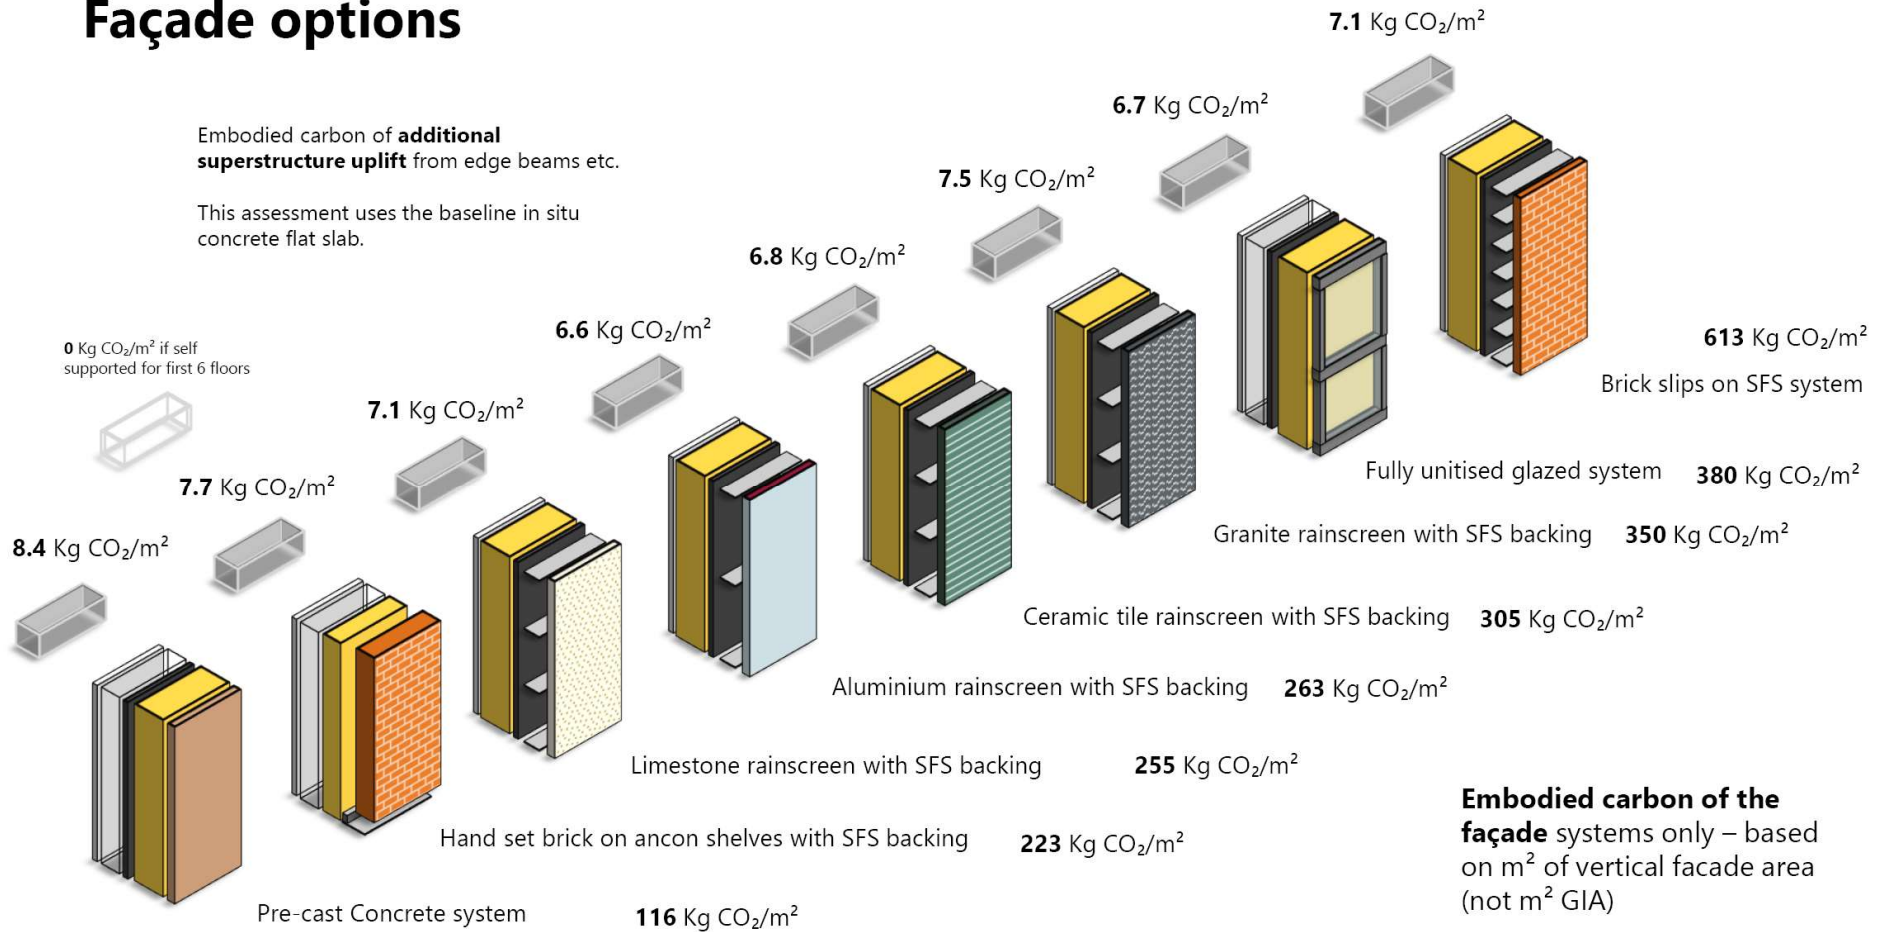 Façade options
Embodied carbon of additional
superstructure uplift from edge beams etc.
This assessment uses the baseline in situ
concrete flat slab.
0 Kg CO₂/m² if self
supported for first 6 floors
8.4 Kg CO₂/m²
7.7 Kg CO₂/m²
7.1 Kg CO₂/m²
6.6 Kg CO₂/m²
6.8 Kg CO₂/m²
7.5 Kg CO₂/m²
6.7 Kg CO₂/m²
7.1 Kg CO₂/m²
613 Kg CO₂/m²
Brick slips on SFS system
Fully unitised glazed system 380 Kg CO₂/m²
Granite rainscreen with SFS backing 350 Kg CO₂/m²
Ceramic tile rainscreen with SFS backing 305 Kg CO₂/m²
Aluminium rainscreen with SFS backing 263 Kg CO₂/m²
Limestone rainscreen with SFS backing 255 Kg CO₂/m²
Hand set brick on ancon shelves with SFS backing 223 Kg CO₂/m²
Pre-cast Concrete system 116 Kg CO₂/m²
Embodied carbon of the
façade systems only – based
on m² of vertical facade area
(not m² GIA)